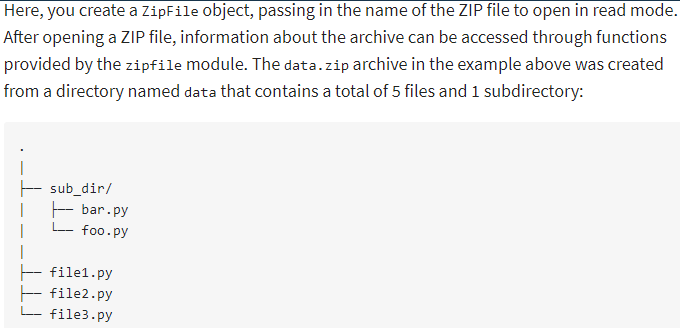 Here, you create a ZipFile object, passing in the name of the ZIP file to open in read mode.
After opening a ZIP file, information about the archive can be accessed through functions
provided by the zipfile module. The data.zip archive in the example above was created
from a directory named data that contains a total of 5 files and 1 subdirectory:
.
|
├── sub_dir/
|   ├── bar.py
|   └── foo.py
|
├── file1.py
├── file2.py
└── file3.py